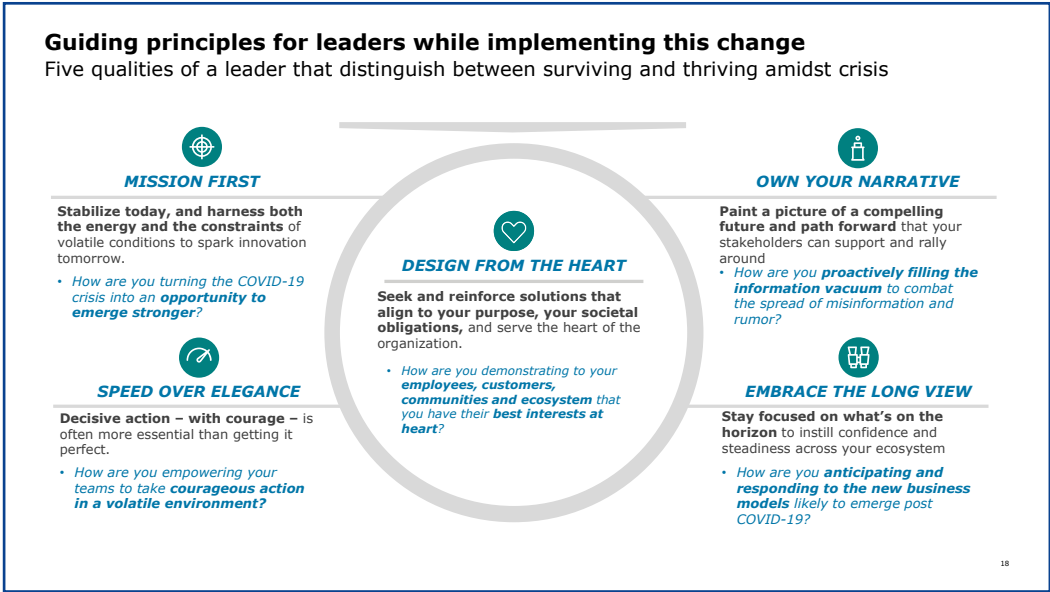 Guiding principles for leaders while implementing this change
Five qualities of a leader that distinguish between surviving and thriving amidst crisis
MISSION FIRST
Stabilize today, and harness both
the energy and the constraints of
volatile conditions to spark innovation
tomorrow.
• How are you turning the COVID-19
crisis into an opportunity to
emerge stronger?
SPEED OVER ELEGANCE
Decisive action – with courage – is
often more essential than getting it
perfect.
• How are you empowering your
teams to take courageous action
in a volatile environment?
DESIGN FROM THE HEART
Seek and reinforce solutions that
align to your purpose, your societal
obligations, and serve the heart of the
organization.
• How are you demonstrating to your
employees, customers,
communities and ecosystem that
you have their best interests at
heart?
OWN YOUR NARRATIVE
Paint a picture of a compelling
future and path forward that your
stakeholders can support and rally
around
• How are you proactively filling the
information vacuum to combat
the spread of misinformation and
rumor?
EMBRACE THE LONG VIEW
Stay focused on what’s on the
horizon to instill confidence and
steadiness across your ecosystem
• How are you anticipating and
responding to the new business
models likely to emerge post
COVID-19?
18